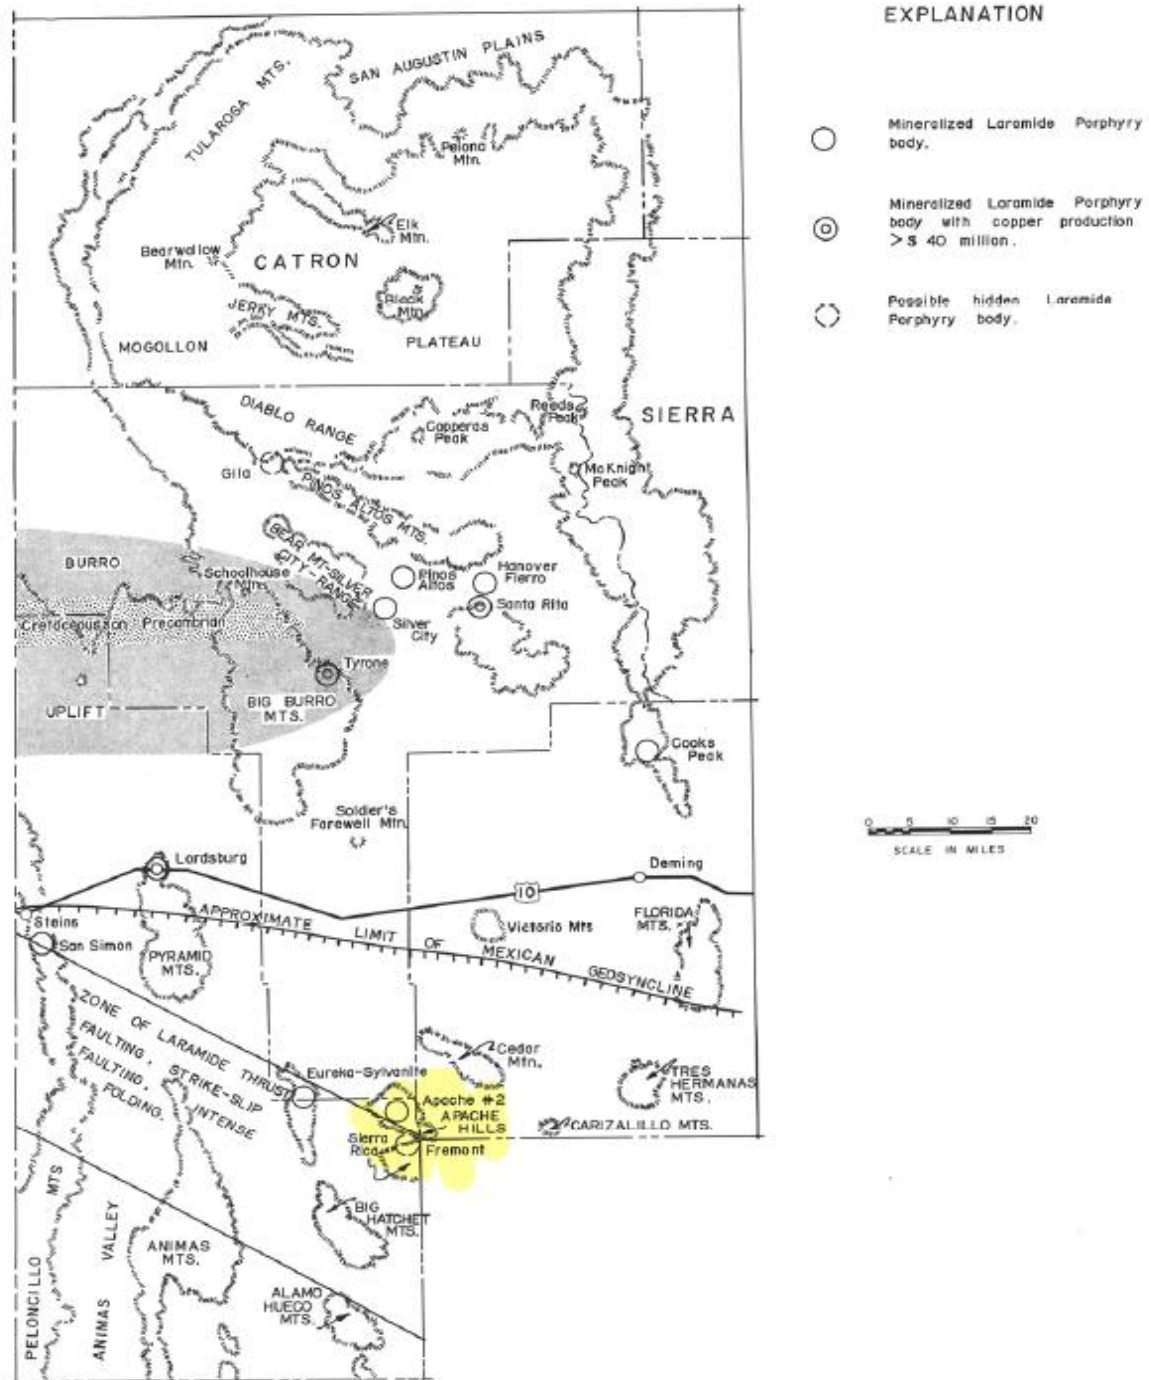 EXPLANATION
Mineralized Laramide Porphyry
body.
Mineralized Laramide Porphyry
body with copper production
>$ 40 million.
Possible hidden Laramide
Porphyry body.
SAN AUGUSTIN PLAINS
TULAROSA MTS.
Pelona
Mtn.
Elk
Mtn.
Bearwallow
Mtn.
CATRON
Black
Mtn
JERKY MTS.
MOGOLLON
PLATEAU
DIABLO RANGE
Reeds
Peak
SIERRA
Copperas
Peak
Gila
McKnight
Peak
PINOS ALTOS MTS.
BEAR MT-SILVER
CITY-RANGE
BURRO
Schoolhouse
Mtn.
Pinos
Altos
Hanover
Fierro
Santa Rita
Silver
City
Cretaceous on Precambrian
Tyrone
BIG BURRO
MTS.
UPLIFT
Cooks
Peak
Soldier's
Farewell Mtn.
0 5 10 15 20
SCALE IN MILES
Lordsburg
Deming
10
Steins
APPROXIMATE LIMIT OF MEXICAN GEOSYNCLINE
Victoria Mts
FLORIDA
MTS.
San Simon
PYRAMID
MTS.
ZONE OF LARAMIDE THRUST
FAULTING, STRIKE-SLIP
FAULTING, INTENSE
FOLDING.
Cedar
Mtn.
Eureka-Sylvanite
TRES
HERMANAS
MTS.
Apache #2
APACHE
HILLS
CARIZALILLO MTS.
Sierra
Rica
Fremont
BIG
HATCHET
MTS.
PELONCILLO MTS
ANIMAS VALLEY
ANIMAS
MTS.
ALAMO
HUECO
MTS.